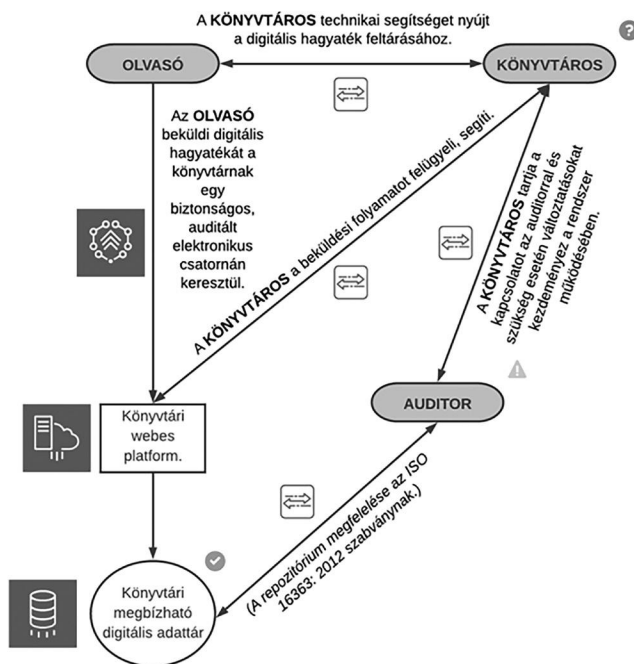 A KÖNYVTÁROS technikai segítséget nyújt
a digitális hagyaték feltárásához.
?
OLVASÓ
KÖNYVTÁROS
Az OLVASÓ
beküldi digitális
hagyatékát a
könyvtárnak
egy
biztonságos,
auditált
elektronikus
csatornán
keresztül.
A KÖNYVTÁROS a beküldési folyamatot felügyeli, segíti.
A KÖNYVTÁROS tartja a
kapcsolatot az auditorral és
szükség esetén változtatásokat
kezdeményez a rendszer
működésében.
AUDITOR
Könyvtári
webes
platform.
(A repozitórium megfelelése az ISO
16363: 2012 szabványnak.)
Könyvtári
megbízható
digitális adattár